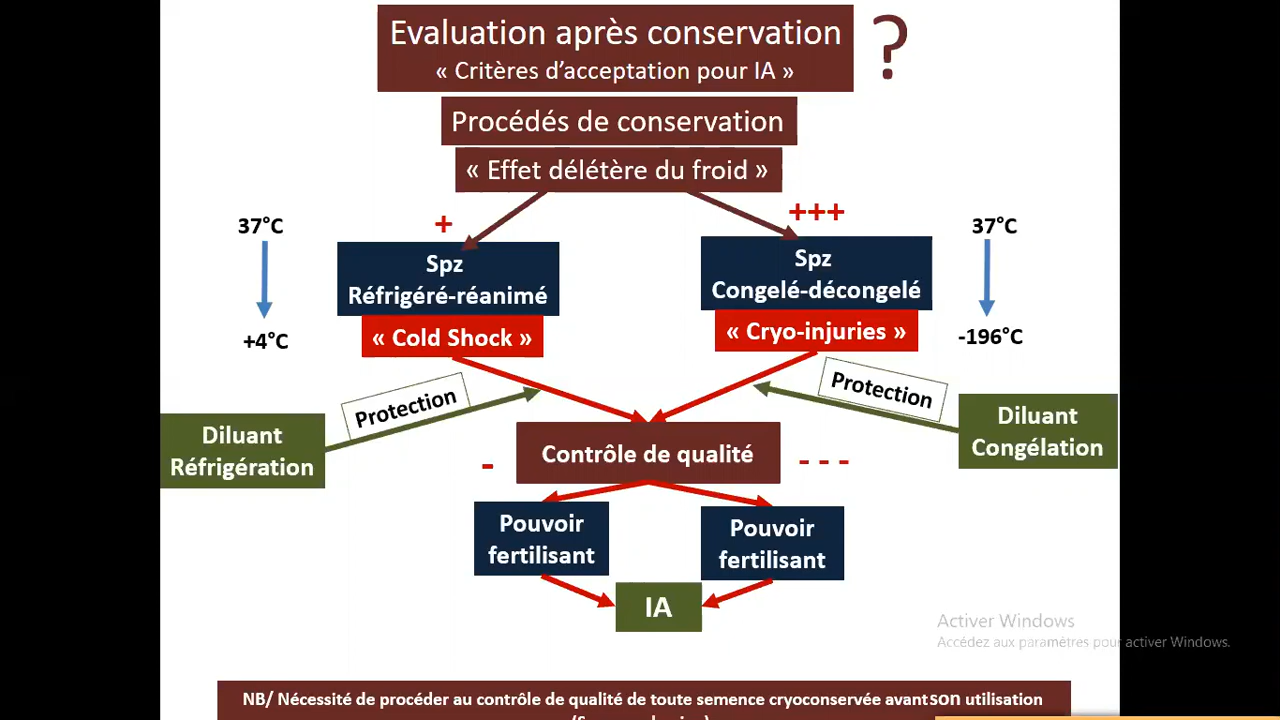 Evaluation après conservation
?
« Critères d'acceptation pour IA »
Procédés de conservation
« Effet délétère du froid »
+
+++
37°C
37°C
Spz
Réfrigéré-réanimé
Spz
Congelé-décongelé
« Cold Shock »
« Cryo-injuries »
+4°C
-196°C
Protection
Protection
Diluant
Réfrigération
Diluant
Congélation
Contrôle de qualité
-
- - -
Pouvoir
fertilisant
Pouvoir
fertilisant
IA
Activer Windows
Accédez aux paramètres pour activer Windows.
NB/ Nécessité de procéder au contrôle de qualité de toute semence cryoconservée avant son utilisation